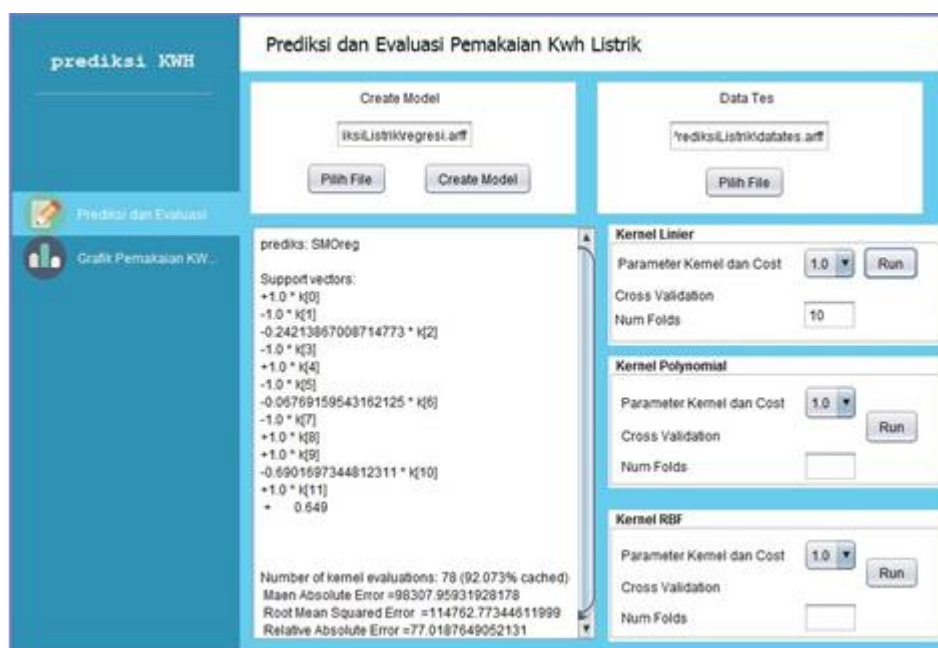 prediksi KWH
Prediksi dan Evaluasi
Grafik Pemakaian KW...
Prediksi dan Evaluasi Pemakaian Kwh Listrik
Create Model
iksiListrik\regresi.arff
Pilih File
Create Model
Data Tes
rediksiListrik\datates.arff
Pilih File
prediks: SMOreg
Support vectors:
+1.0 * k[0]
-1.0 * k[1]
-0.24213867008714773 * k[2]
-1.0 * k[3]
+1.0 * k[4]
-1.0 * k[5]
-0.06769159543162125 * k[6]
-1.0 * k[7]
+1.0 * k[8]
+1.0 * k[9]
-0.6901697344812311 * k[10]
+1.0 * k[11]
+ 0.649
Number of kernel evaluations: 78 (92.073% cached)
Maen Absolute Error =98307.95931928178
Root Mean Squared Error =114762.77344611999
Relative Absolute Error =77.0187649052131
Kernel Linier
Parameter Kernel dan Cost 1.0 Run
Cross Validation
Num Folds 10
Kernel Polynomial
Parameter Kernel dan Cost 1.0
Run
Cross Validation
Num Folds
Kernel RBF
Parameter Kernel dan Cost 1.0
Run
Cross Validation
Num Folds